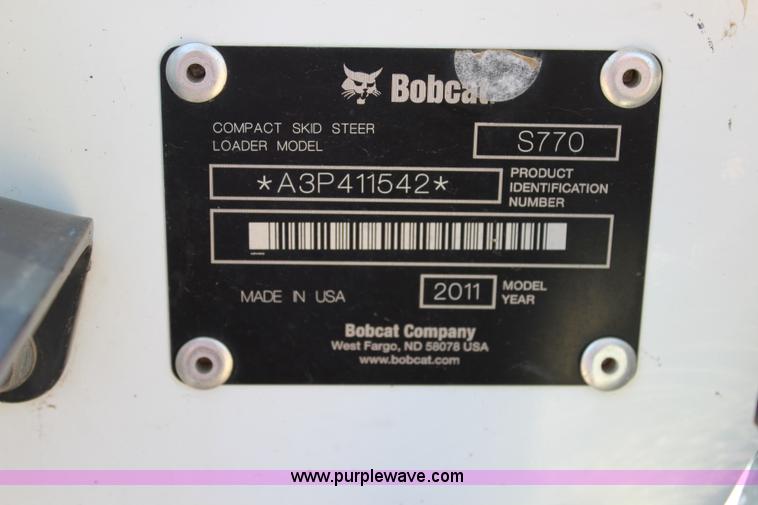 Bobcat
COMPACT SKID STEER
LOADER MODEL
S770
*A3P411542*
PRODUCT
IDENTIFICATION
NUMBER
MADE IN USA
2011
MODEL
YEAR
Bobcat Company
West Fargo, ND 58078 USA
www.bobcat.com
www.purplewave.com